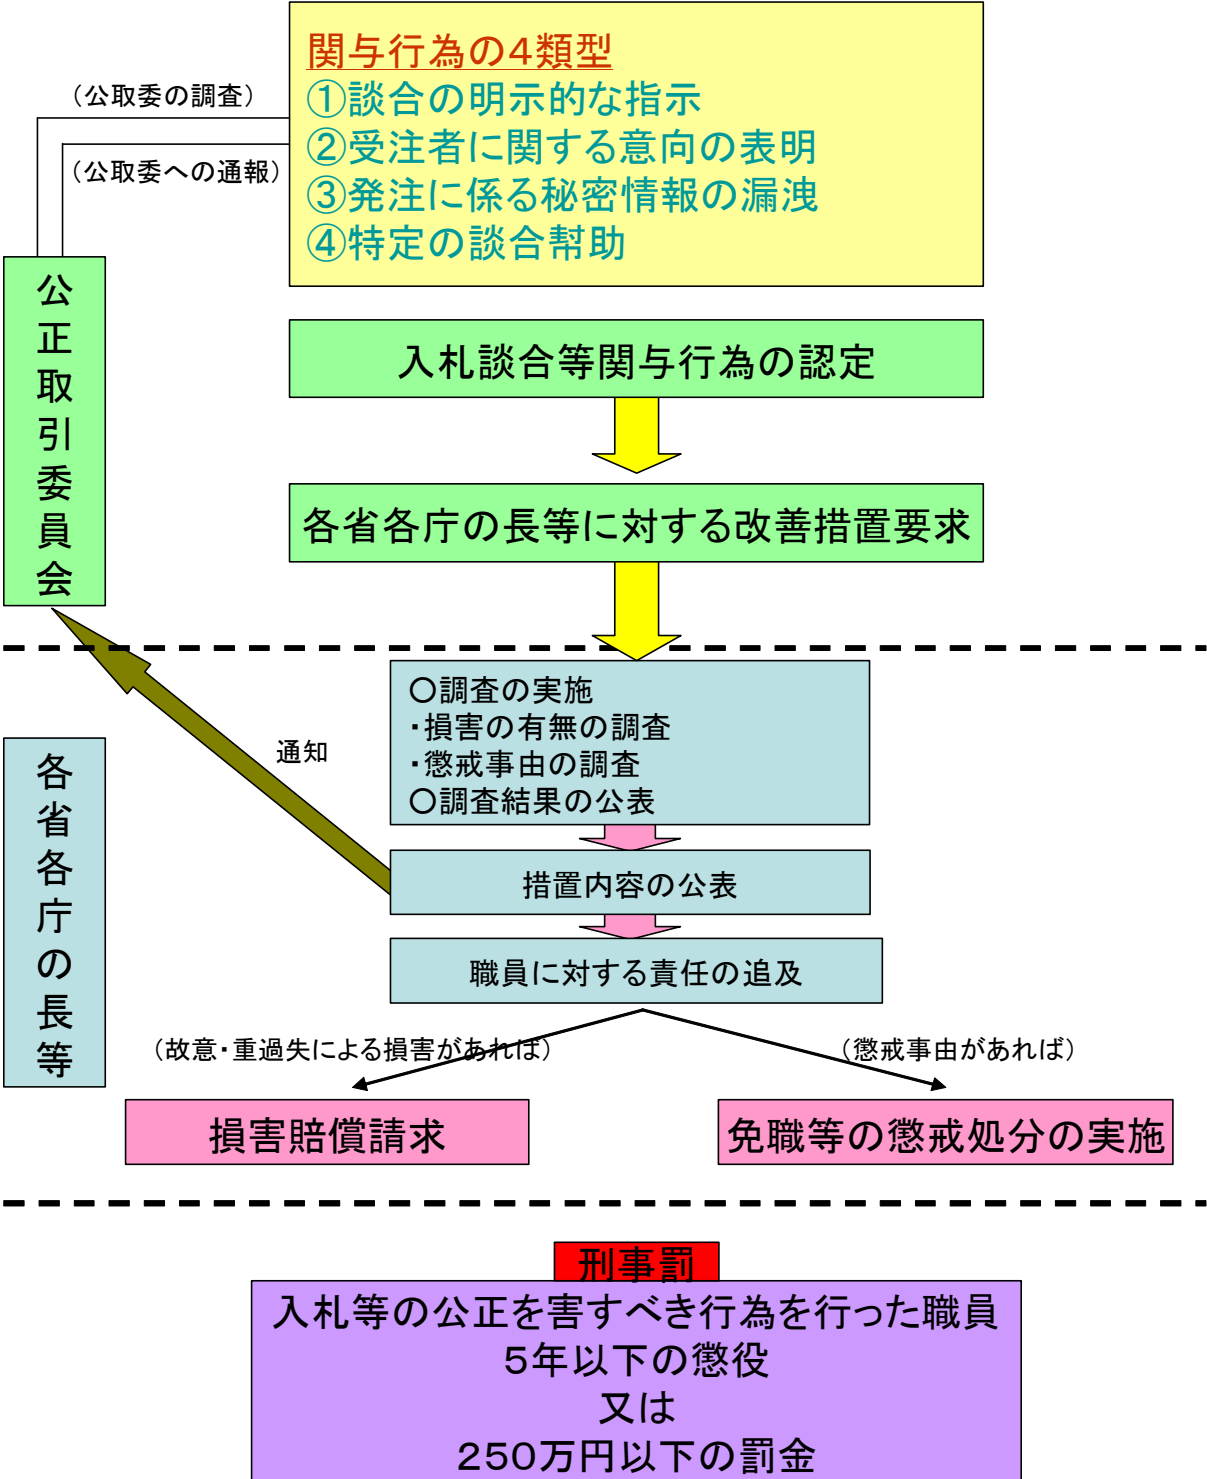 関与行為の4類型
①談合の明示的な指示
②受注者に関する意向の表明
③発注に係る秘密情報の漏洩
④特定の談合幇助
（公取委の調査）
（公取委への通報）
公正取引委員会
入札談合等関与行為の認定
各省各庁の長等に対する改善措置要求
○調査の実施
・損害の有無の調査
・懲戒事由の調査
○調査結果の公表
通知
各省各庁の長等
措置内容の公表
職員に対する責任の追及
（故意・重過失による損害があれば）
（懲戒事由があれば）
損害賠償請求
免職等の懲戒処分の実施
刑事罰
入札等の公正を害すべき行為を行った職員
5年以下の懲役
又は
250万円以下の罰金